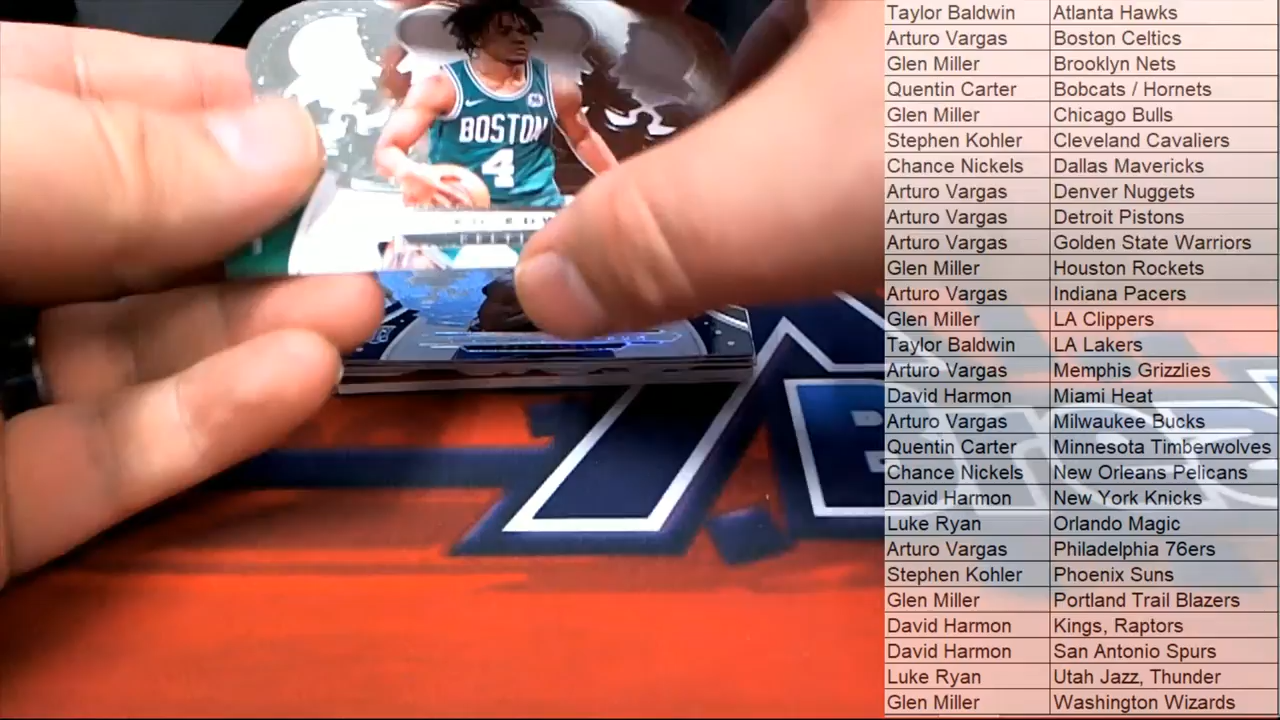 BOSTON
4
Taylor Baldwin Atlanta Hawks
Arturo Vargas Boston Celtics
Glen Miller Brooklyn Nets
Quentin Carter Bobcats / Hornets
Glen Miller Chicago Bulls
Stephen Kohler Cleveland Cavaliers
Chance Nickels Dallas Mavericks
Arturo Vargas Denver Nuggets
Arturo Vargas Detroit Pistons
Arturo Vargas Golden State Warriors
Glen Miller Houston Rockets
Arturo Vargas Indiana Pacers
Glen Miller LA Clippers
Taylor Baldwin LA Lakers
Arturo Vargas Memphis Grizzlies
David Harmon Miami Heat
Arturo Vargas Milwaukee Bucks
Quentin Carter Minnesota Timberwolves
Chance Nickels New Orleans Pelicans
David Harmon New York Knicks
Luke Ryan Orlando Magic
Arturo Vargas Philadelphia 76ers
Stephen Kohler Phoenix Suns
Glen Miller Portland Trail Blazers
David Harmon Kings, Raptors
David Harmon San Antonio Spurs
Luke Ryan Utah Jazz, Thunder
Glen Miller Washington Wizards